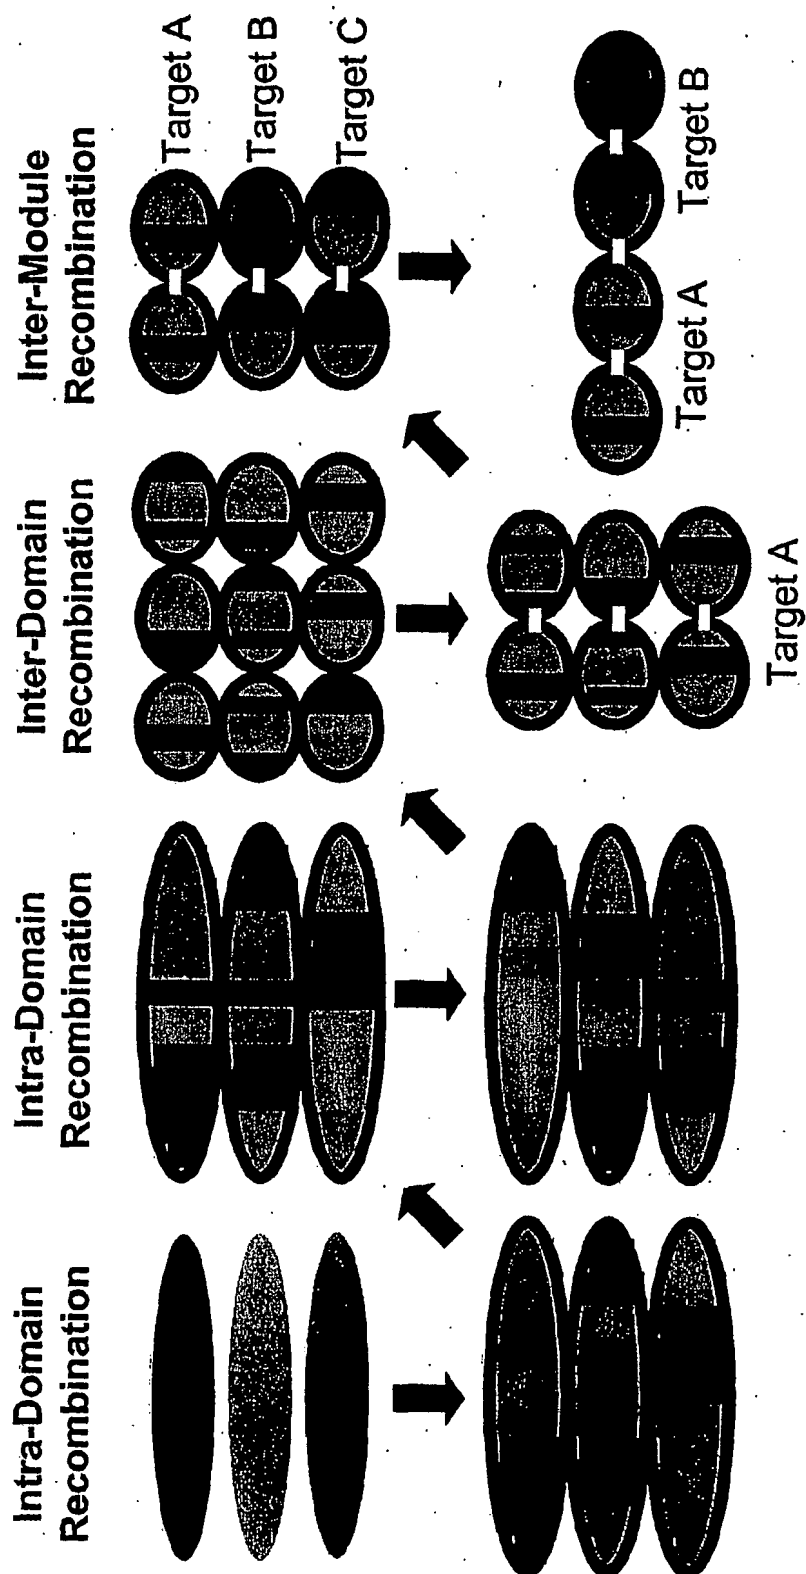 Intra-Domain
Recombination
Intra-Domain
Recombination
Inter-Domain
Recombination
Inter-Module
Recombination
Target A
Target B
Target C
Target A
Target A
Target B